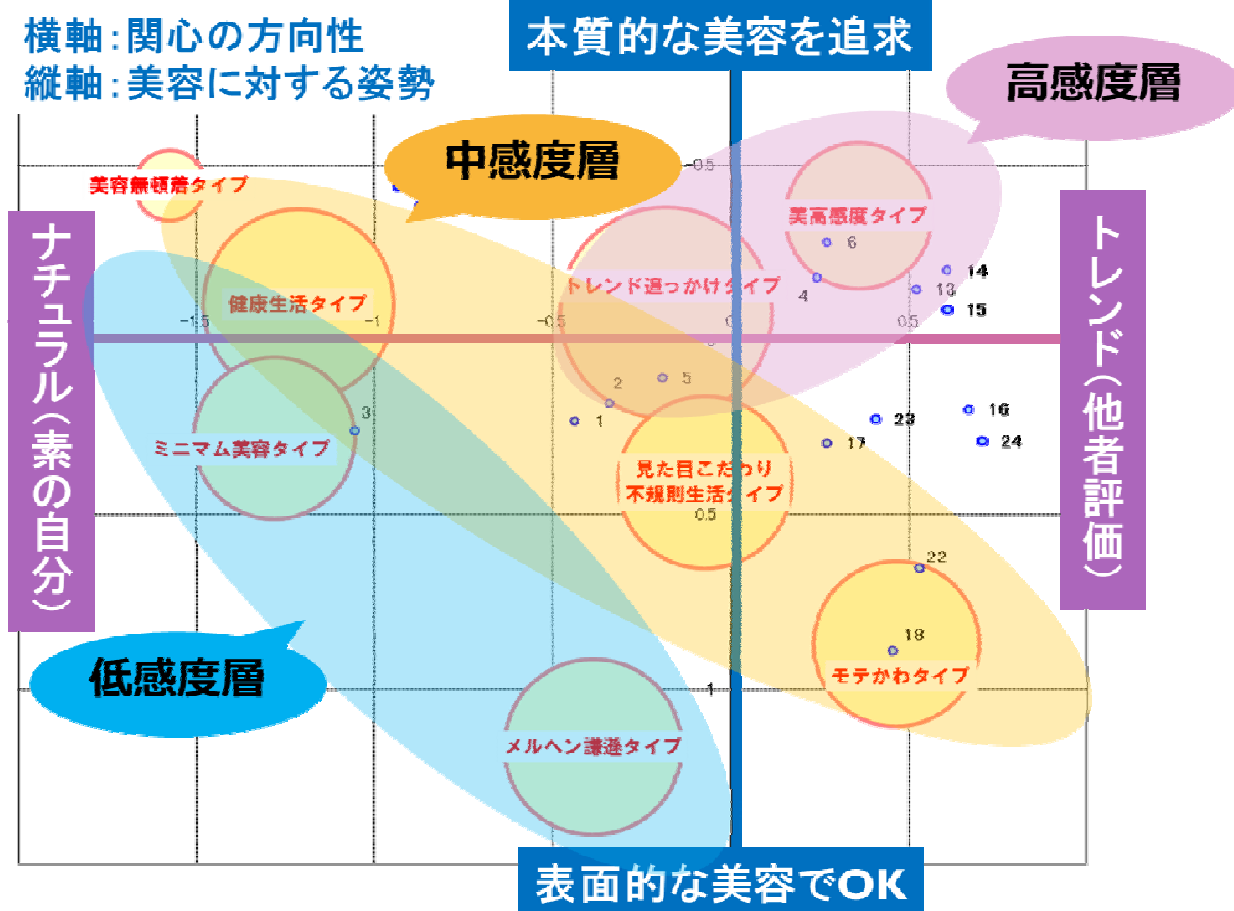 横軸：関心の方向性
縦軸：美容に対する姿勢
本質的な美容を追求
高感度層
中感度層
-0.5
美容無頓着タイプ
美高感度タイプ
6
ナチュラル（素の自分）
トレンド（他者評価）
トレンド追っかけタイプ
健康生活タイプ
14
4
13
15
-1.5
-1
-0.5
0.5
2
5
3
1
16
23
17
24
ミニマム美容タイプ
見た目こだわり
不規則生活タイプ
0.5
22
18
低感度層
モテかわタイプ
1
メルヘン謙遜タイプ
表面的な美容でOK